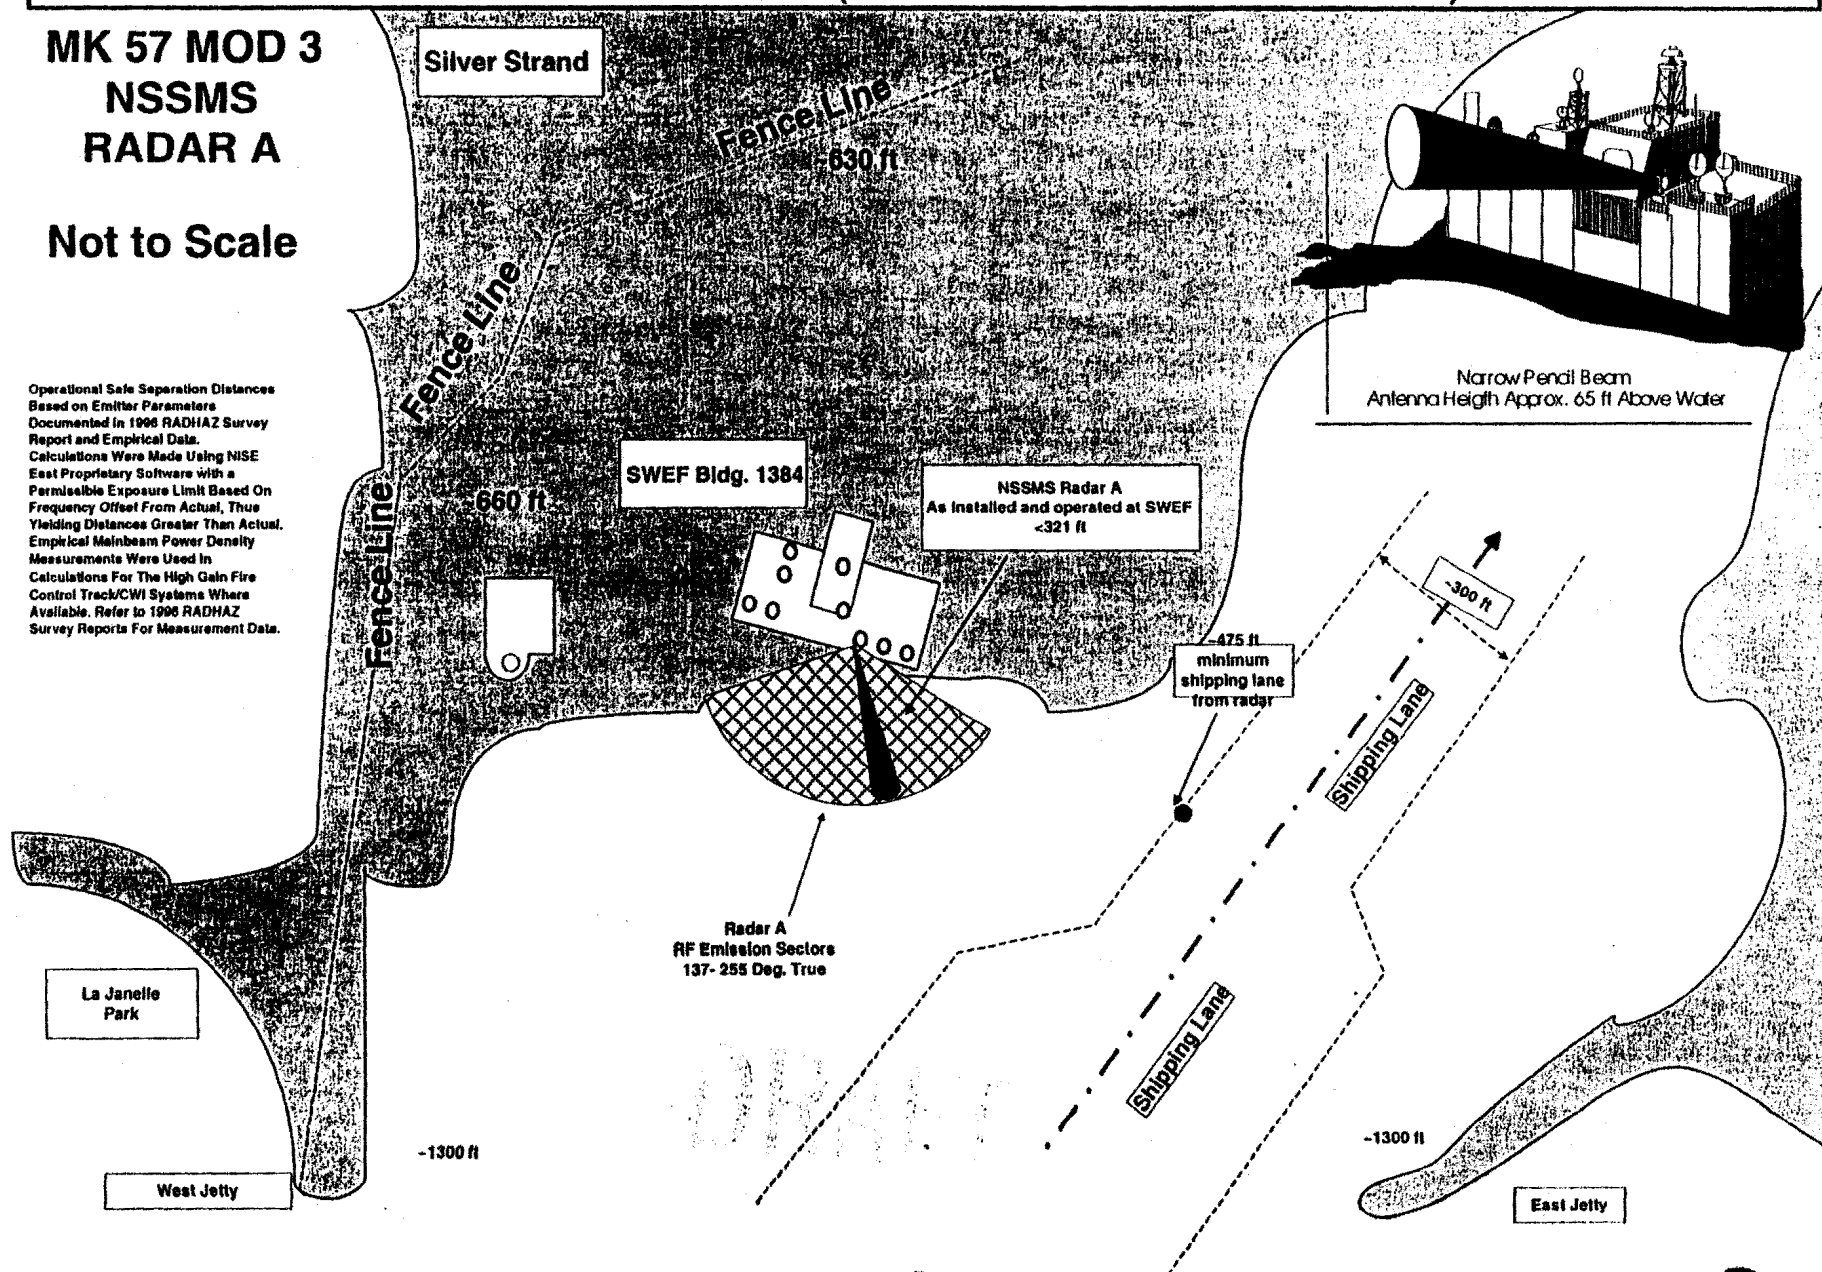 MK 57 MOD 3
NSSMS
RADAR A
Not to Scale
Silver Strand
Fence Line
~630 ft
Narrow Pencil Beam
Antenna Heigth Approx. 65 ft Above Water
Fence Line
Operational Safe Separation Distances
Based on Emitter Parameters
Documented in 1996 RADHAZ Survey
Report and Empirical Data.
Calculations Were Made Using NISE
East Proprietary Software with a
Permissible Exposure Limit Based On
Frequency Offset From Actual, Thus
Yielding Distances Greater Than Actual.
Empirical Mainbeam Power Density
Measurements Were Used In
Calculations For The High Gain Fire
Control Track/CWI Systems Where
Available. Refer to 1996 RADHAZ
Survey Reports For Measurement Data.
Fence Line
660 ft
SWEF Bldg. 1384
NSSMS Radar A
As installed and operated at SWEF
<321 ft
~300 ft
~475 ft
minimum
shipping lane
from radar
Shipping Lane
Radar A
RF Emission Sectors
137- 255 Deg. True
La Janelle
Park
Shipping Lane
DRAFT
~1300 ft
~1300 ft
West Jetty
East Jetty